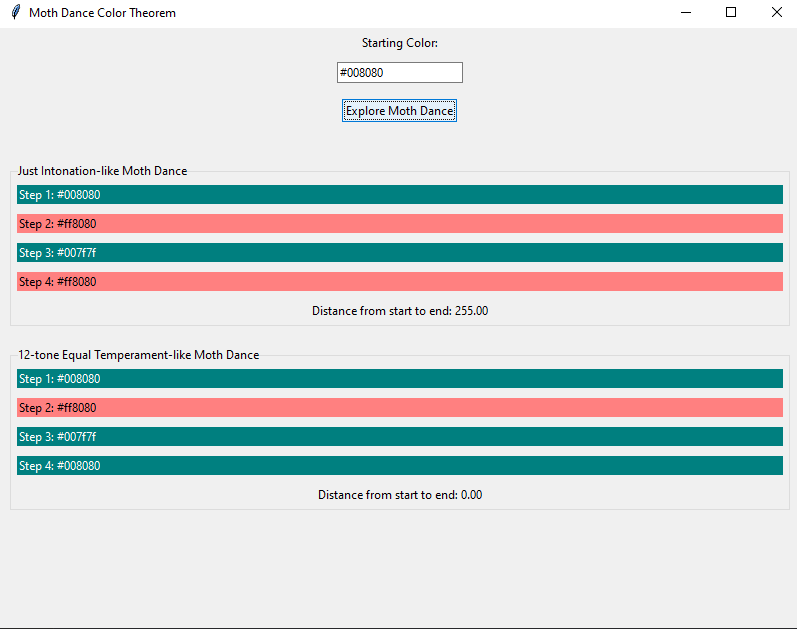 Moth Dance Color Theorem
Starting Color:
#008080
Explore Moth Dance
Just Intonation-like Moth Dance
Step 1: #008080
Step 2: #ff8080
Step 3: #007f7f
Step 4: #ff8080
Distance from start to end: 255.00
12-tone Equal Temperament-like Moth Dance
Step 1: #008080
Step 2: #ff8080
Step 3: #007f7f
Step 4: #008080
Distance from start to end: 0.00